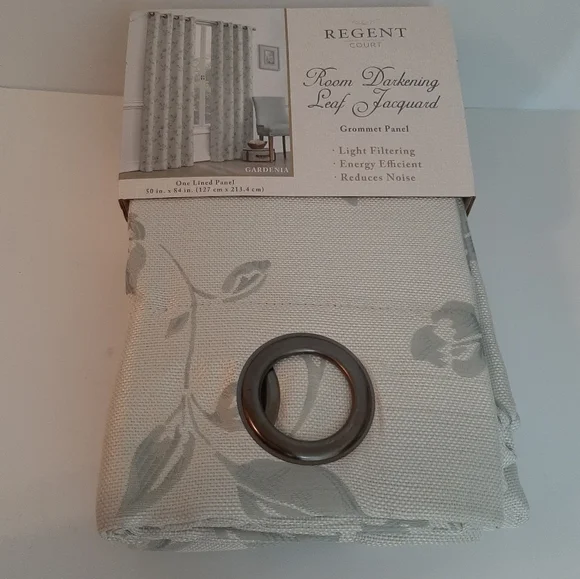 REGENT
COURT
Room Darkening
Leaf Jacquard
Grommet Panel
· Light Filtering
· Energy Efficient
· Reduces Noise
GARDENIA
One Lined Panel
50 in. x 84 in. (127 cm x 213.4 cm)